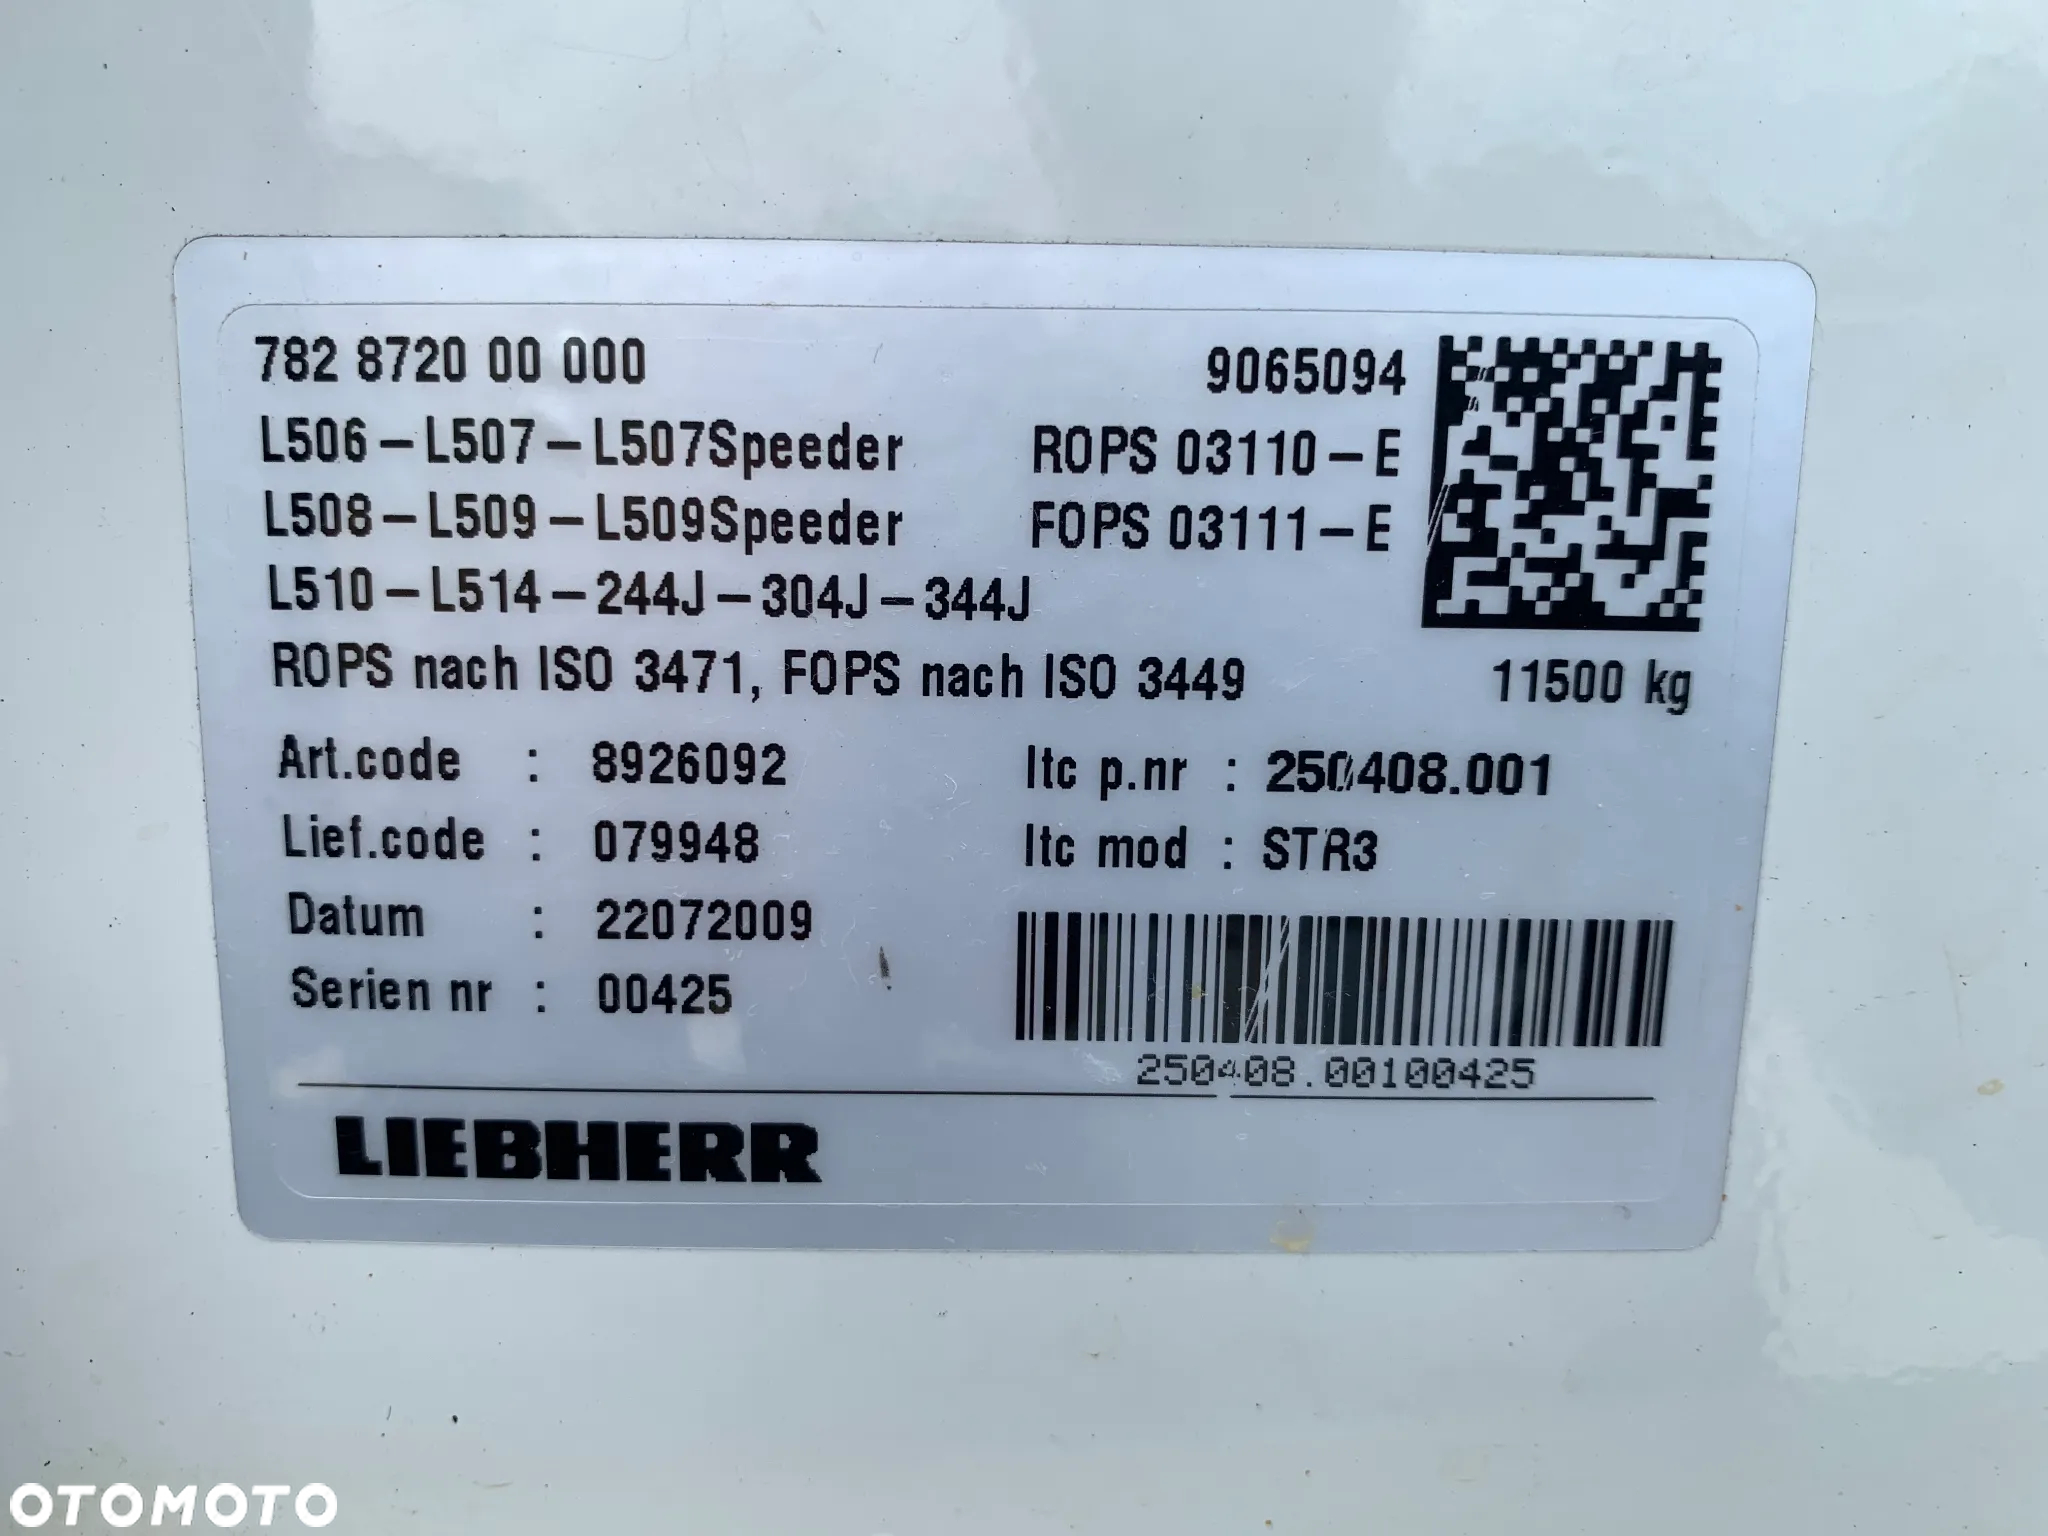 782 8720 00 000 9065094
L506-L507-L507Speeder ROPS 03110-E
L508-L509-L509Speeder FOPS 03111-E
L510-L514-244J-304J-344J
ROPS nach ISO 3471, FOPS nach ISO 3449 11500 kg
Art.code : 8926092 Itc p.nr : 250408.001
Lief.code : 079948 Itc mod : STR3
Datum : 22072009
Serien nr : 00425
250408.00100425
LIEBHERR
OTOMOTO